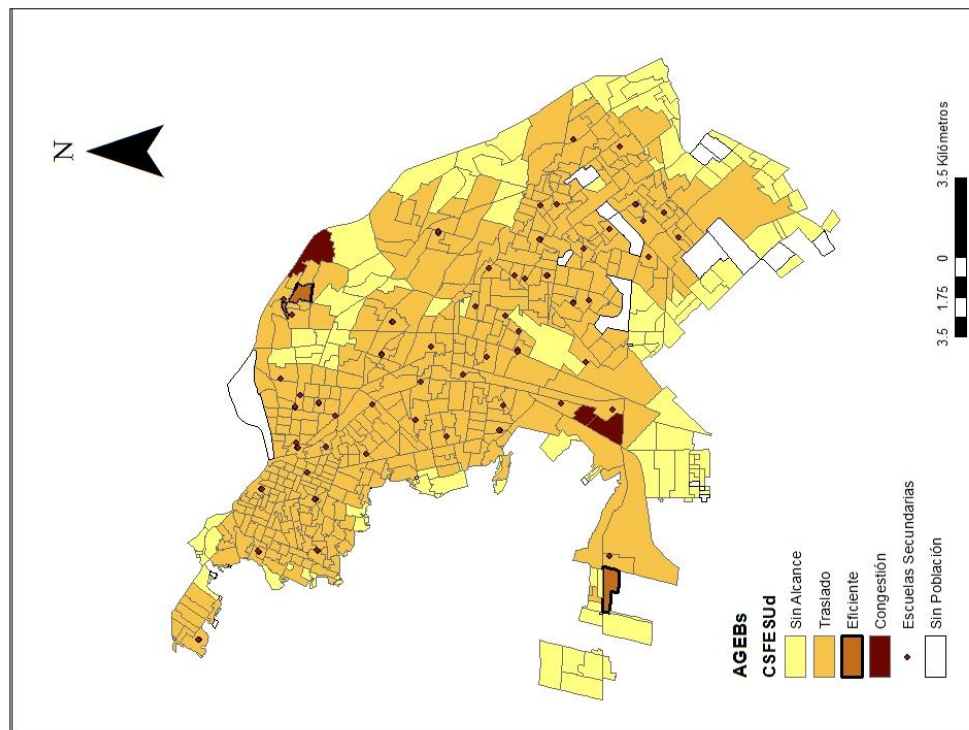 N
3.5 1.75 0 3.5 Kilómetros
AGEBs
CSFESUd
Sin Alcance
Traslado
Eficiente
Congestión
Escuelas Secundarias
Sin Población